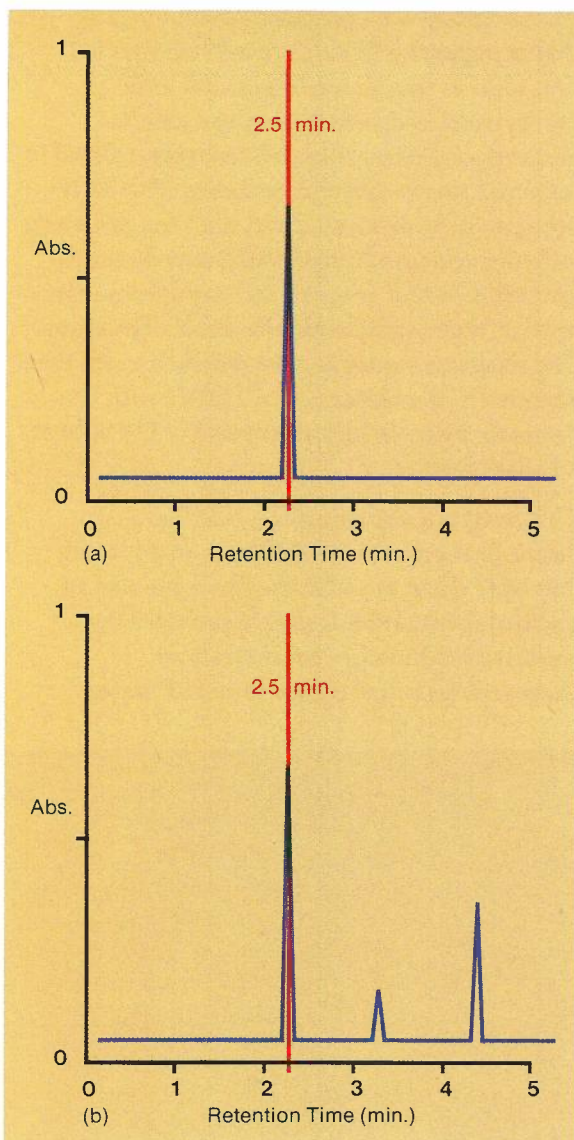 1
2.5 min.
Abs.
0
0 1 2 3 4 5
(a) Retention Time (min.)
1
2.5 min.
Abs.
0
0 1 2 3 4 5
(b) Retention Time (min.)